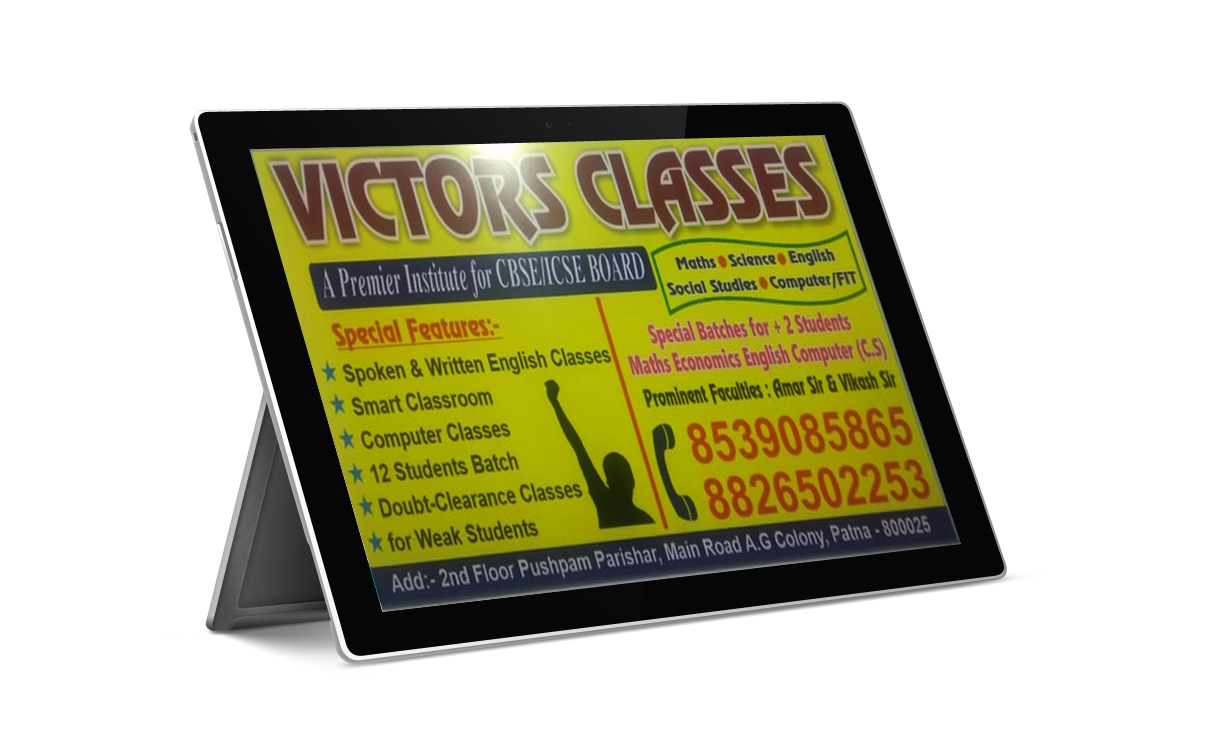 VICTORS CLASSES
A Premier Institute for CBSE/ICSE BOARD
Maths ● Science ● English
Social Studies ● Computer/FIT
Special Features:-
★ Spoken & Written English Classes
★ Smart Classroom
★ Computer Classes
★ 12 Students Batch
★ Doubt-Clearance Classes
★ for Weak Students
Special Batches for + 2 Students
Maths Economics English Computer (C.S)
Prominent Faculties : Amar Sir & Vikash Sir
8539085865
8826502253
Add:- 2nd Floor Pushpam Parishar, Main Road A.G Colony, Patna - 800025